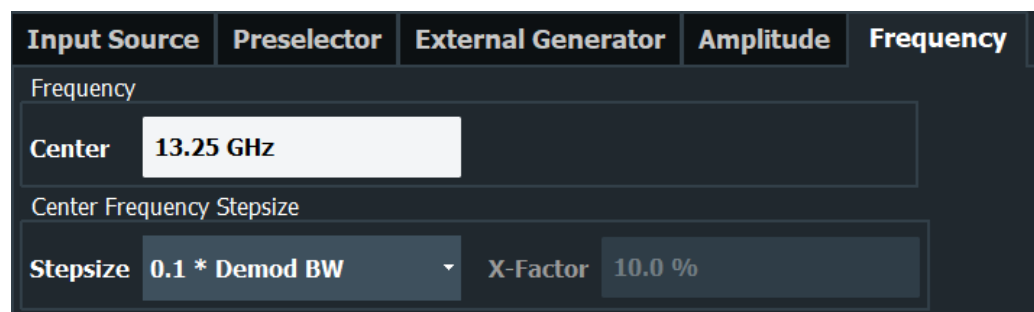 Input Source Preselector External Generator Amplitude Frequency
Frequency
Center 13.25 GHz
Center Frequency Stepsize
Stepsize 0.1 * Demod BW X-Factor 10.0 %